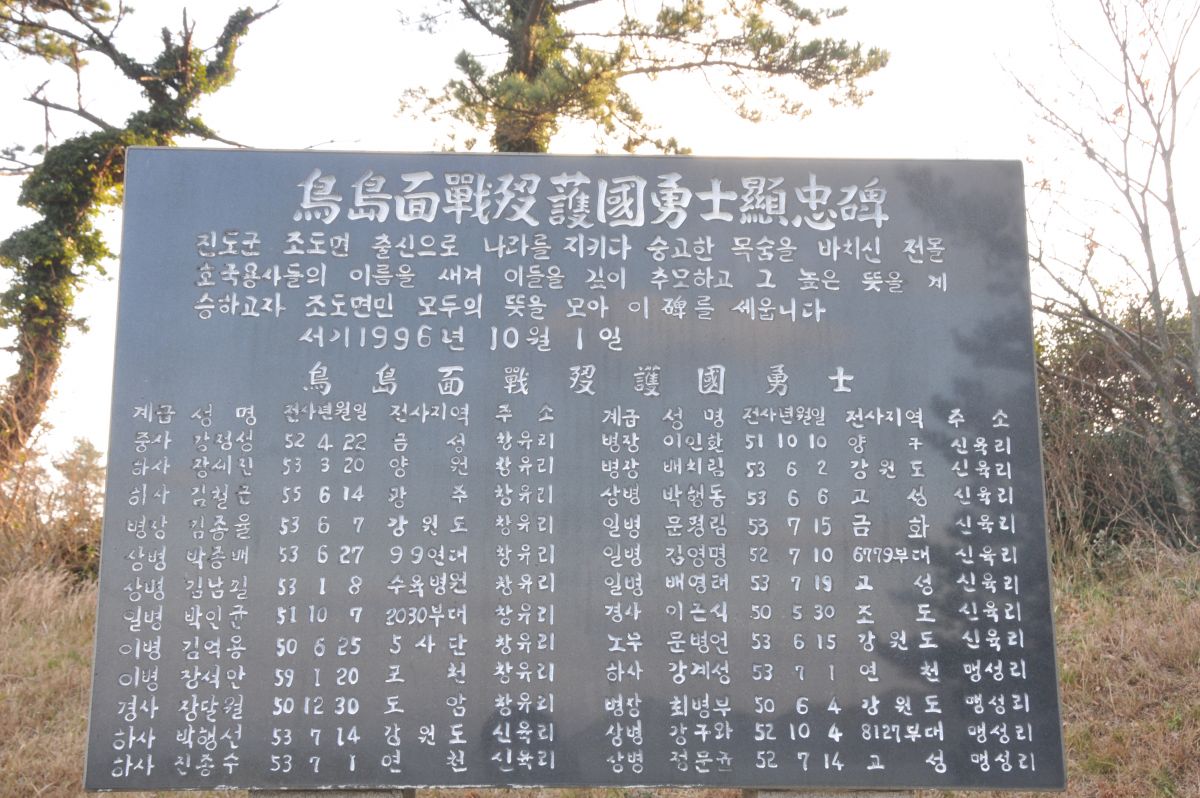 鳥島面戰歿護國勇士顯忠碑
진도군 조도면 출신으로 나라를 지키다 숭고한 목숨을 바치신 전몰
호국용사들의 이름을 새겨 이들을 깊이 추모하고 그 높은 뜻을 계
승하고자 조도면민 모두의 뜻을 모아 이 碑를 세웁니다
서기 1996년 10월 1일
鳥島面戰歿護國勇士
계급 성명 전사년월일 전사지역 주소 계급 성명 전사년월일 전사지역 주소
중사 강정성 52 4 22 금성 창유리 병장 이인환 51 10 10 양구 신육리
하사 장세진 53 3 20 양원 창유리 병장 배치림 53 6 2 강원도 신육리
하사 김철근 55 6 14 광주 창유리 상병 박행동 53 6 6 고성 신육리
병장 김종율 53 6 7 강원도 창유리 일병 문평림 53 7 15 금화 신육리
상병 박종배 53 6 27 99연대 창유리 일병 김영명 52 7 10 6779부대 신육리
상병 김남길 53 1 8 수육병원 창유리 일병 배영태 53 7 19 고성 신육리
일병 박인균 51 10 7 2030부대 창유리 경사 이근식 50 5 30 조도 신육리
이병 김억용 50 6 25 5사단 창유리 노무 문병언 53 6 15 강원도 신육리
이병 장석안 59 1 20 포천 창유리 하사 강계성 53 7 1 연천 맹성리
경사 장달월 50 12 30 도암 창유리 병장 최병부 50 6 4 강원도 맹성리
하사 박행선 53 7 14 강원도 신육리 상병 강구와 52 10 4 8127부대 맹성리
하사 진종수 53 7 1 연천 신육리 상병 정문균 52 7 14 고성 맹성리